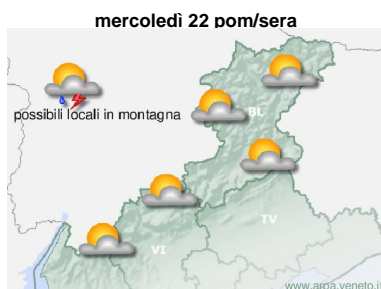 mercoledì 22 pom/sera
possibili locali in montagna
BL
TV
VI
www.arpa.veneto.it